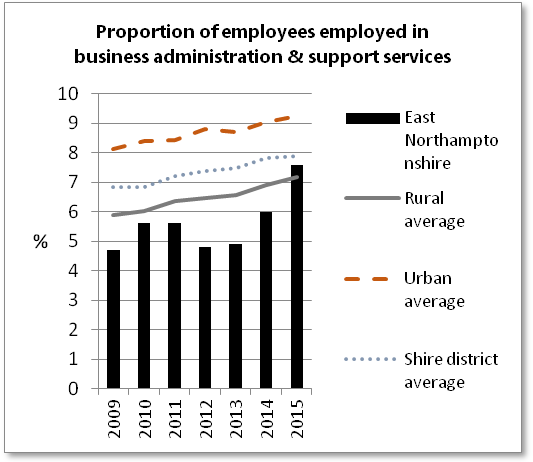 Proportion of employees employed in
business administration & support services
10
9
8
7
6
5
4
3
2
1
0
%
2009
2010
2011
2012
2013
2014
2015
East
Northampto
nshire
Rural
average
Urban
average
Shire district
average